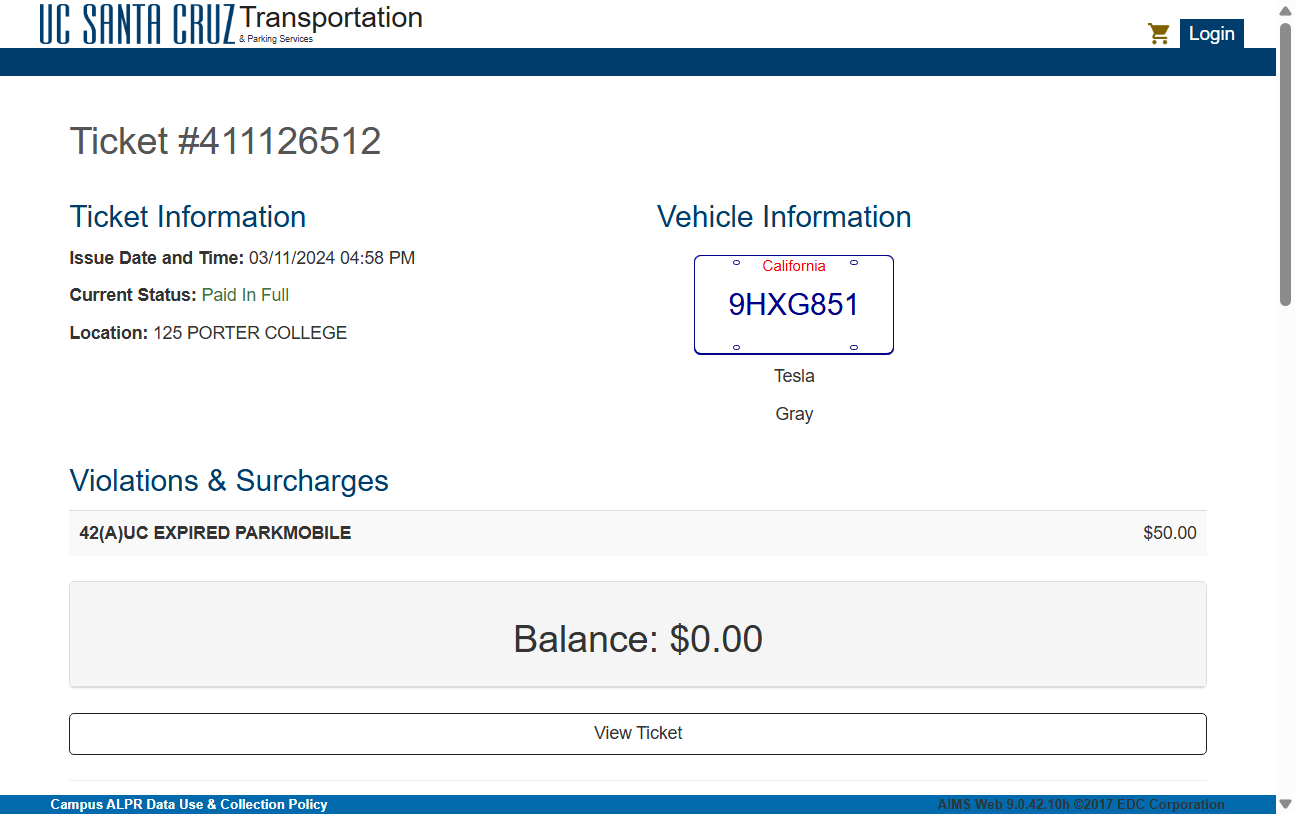 UC SANTA CRUZ Transportation
& Parking Services
Login
Ticket #411126512
Ticket Information
Issue Date and Time: 03/11/2024 04:58 PM
Current Status: Paid In Full
Location: 125 PORTER COLLEGE
Vehicle Information
California
9HXG851
Tesla
Gray
Violations & Surcharges
42(A)UC EXPIRED PARKMOBILE $50.00
Balance: $0.00
View Ticket
Campus ALPR Data Use & Collection Policy
AIMS Web 9.0.42.10h ©2017 EDC Corporation